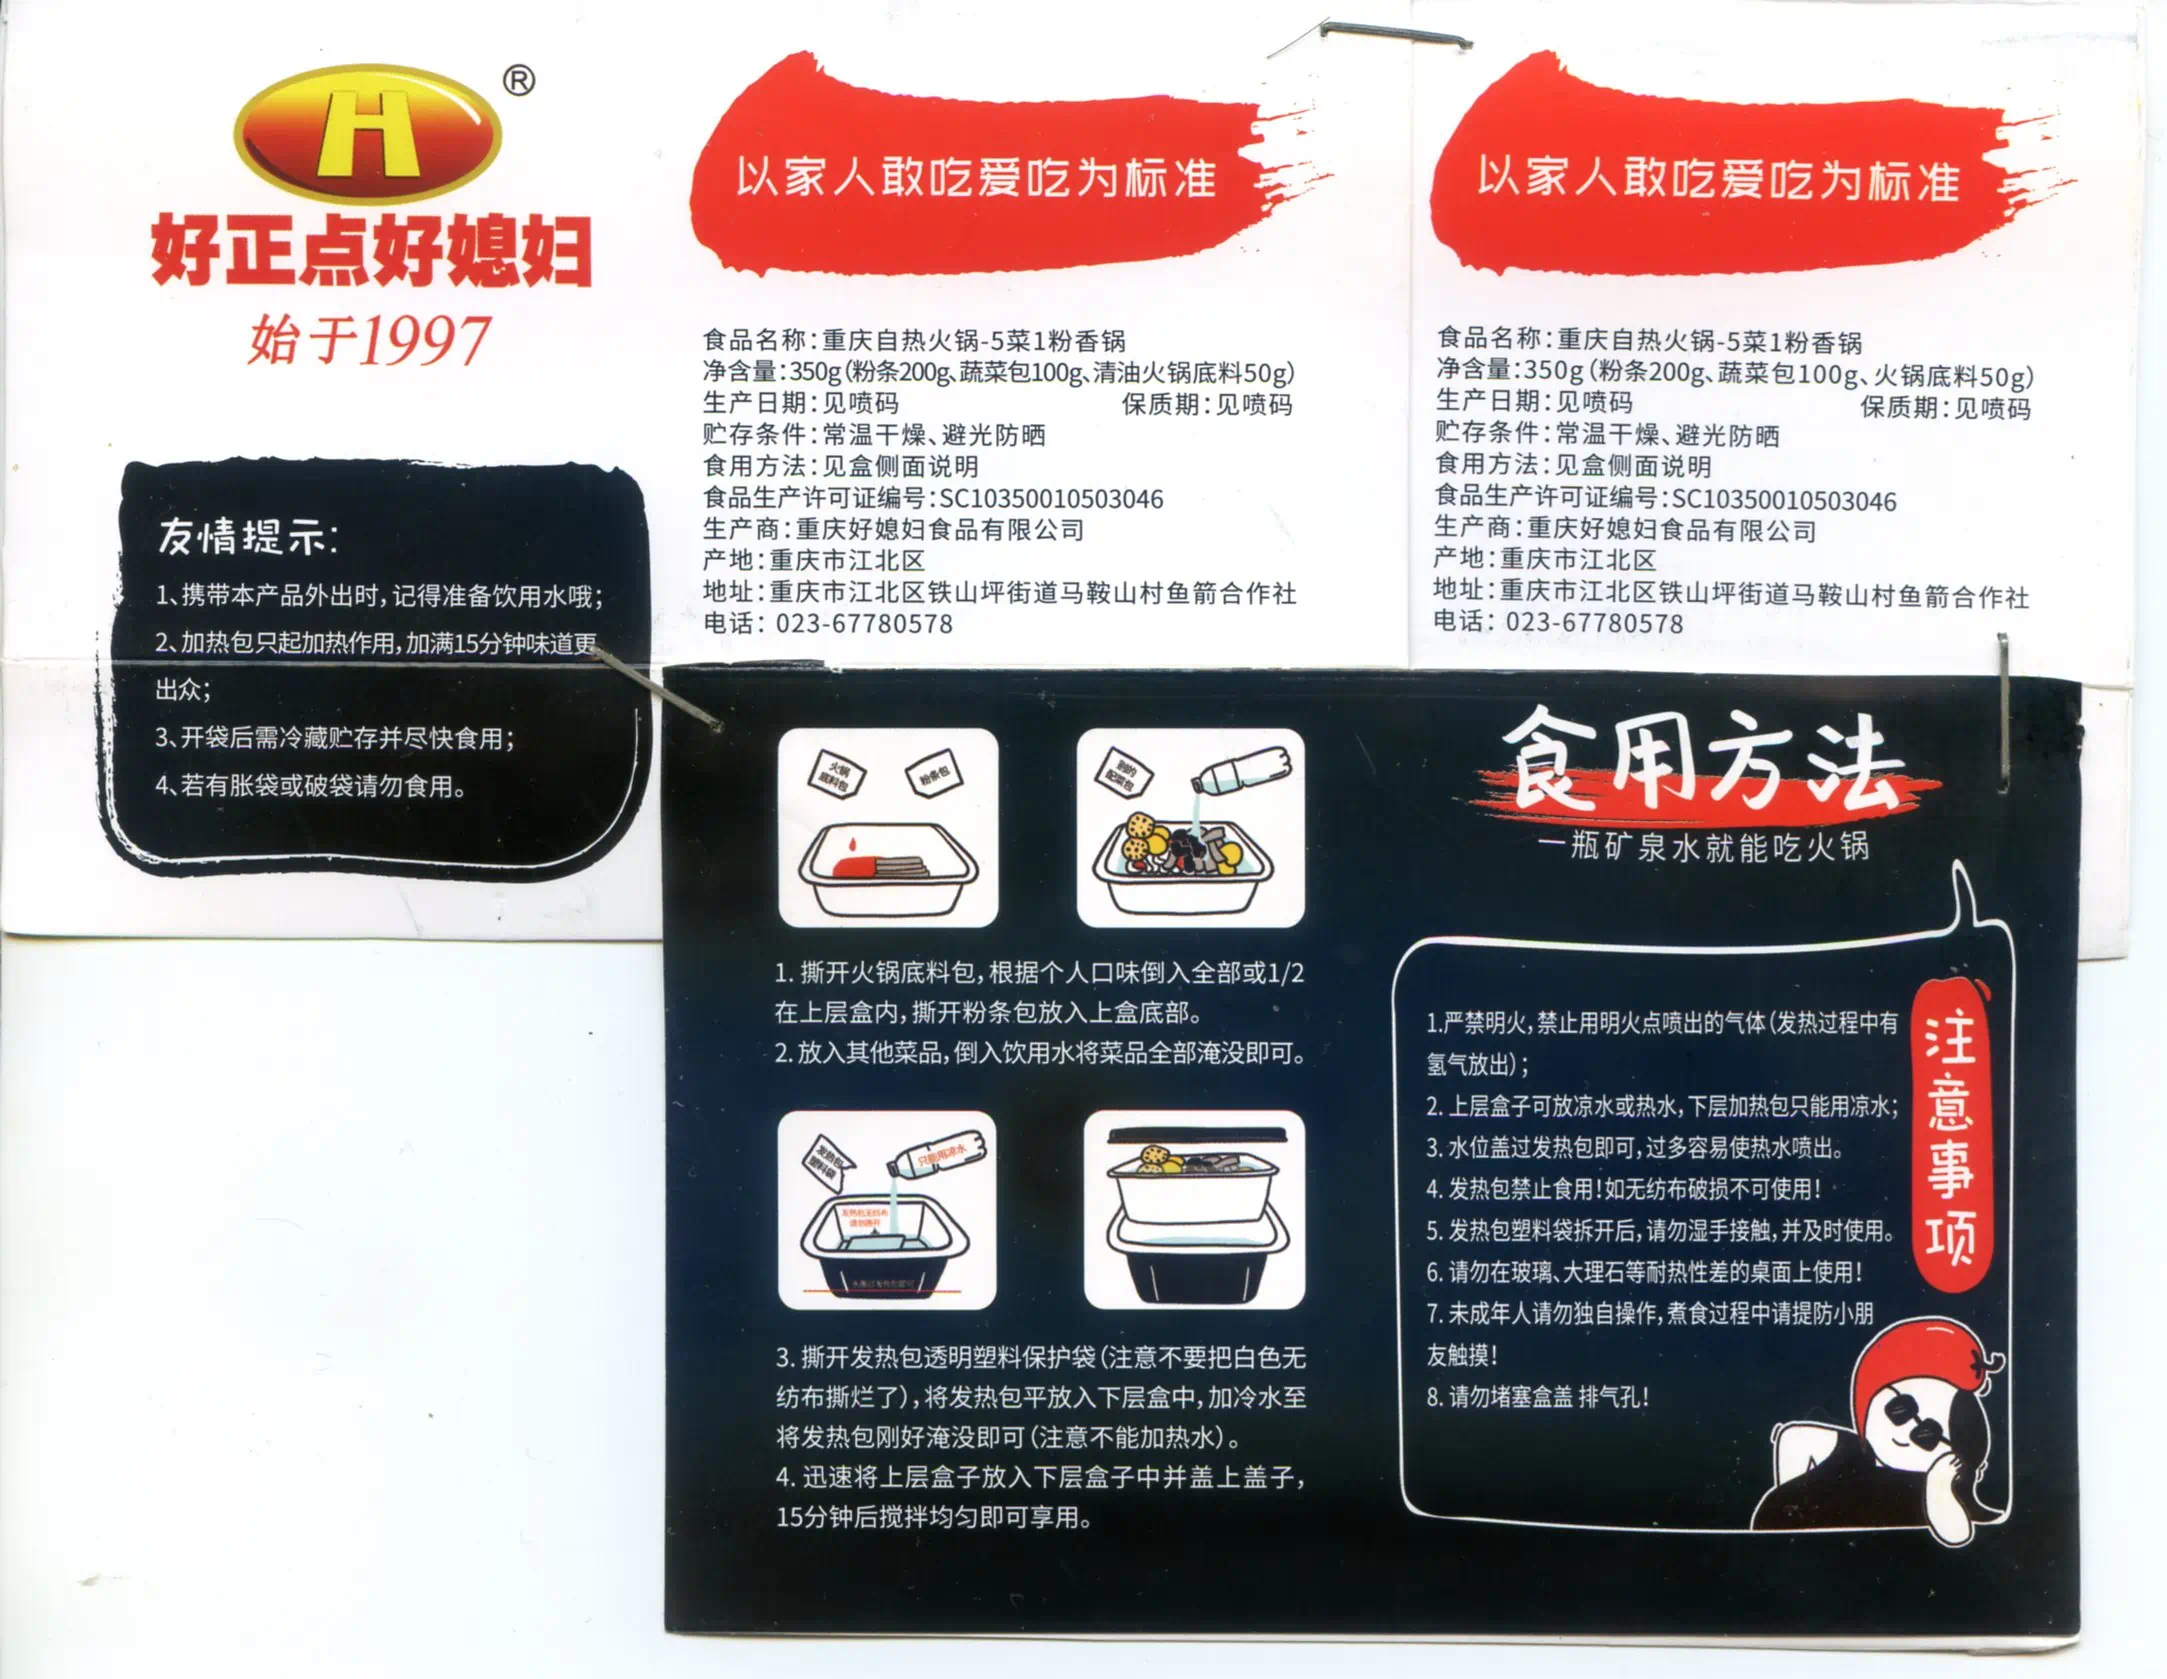 H ®
好正点好媳妇
始于1997
友情提示:
1、携带本产品外出时,记得准备饮用水哦;
2、加热包只起加热作用,加满15分钟味道更
出众;
3、开袋后需冷藏贮存并尽快食用;
4、若有胀袋或破袋请勿食用。
以家人敢吃爱吃为标准
食品名称:重庆自热火锅-5菜1粉香锅
净含量:350g(粉条200g、蔬菜包100g、清油火锅底料50g)
生产日期:见喷码 保质期:见喷码
贮存条件:常温干燥、避光防晒
食用方法:见盒侧面说明
食品生产许可证编号:SC10350010503046
生产商:重庆好媳妇食品有限公司
产地:重庆市江北区
地址:重庆市江北区铁山坪街道马鞍山村鱼箭合作社
电话: 023-67780578
以家人敢吃爱吃为标准
食品名称:重庆自热火锅-5菜1粉香锅
净含量:350g(粉条200g、蔬菜包100g、火锅底料50g)
生产日期:见喷码 保质期:见喷码
贮存条件:常温干燥、避光防晒
食用方法:见盒侧面说明
食品生产许可证编号:SC10350010503046
生产商:重庆好媳妇食品有限公司
产地:重庆市江北区
地址:重庆市江北区铁山坪街道马鞍山村鱼箭合作社
电话: 023-67780578
火锅
底料包
粉条包
别的
配菜包
1. 撕开火锅底料包,根据个人口味倒入全部或1/2
在上层盒内,撕开粉条包放入上盒底部。
2. 放入其他菜品,倒入饮用水将菜品全部淹没即可。
发热包
塑料袋
只能用凉水
发热包无纺布
请勿撕开
水漫过发热包即可
3. 撕开发热包透明塑料保护袋(注意不要把白色无
纺布撕烂了),将发热包平放入下层盒中,加冷水至
将发热包刚好淹没即可(注意不能加热水)。
4. 迅速将上层盒子放入下层盒子中并盖上盖子,
15分钟后搅拌均匀即可享用。
食用方法
一瓶矿泉水就能吃火锅
注意事项
1.严禁明火,禁止用明火点喷出的气体(发热过程中有
氢气放出);
2. 上层盒子可放凉水或热水,下层加热包只能用凉水;
3. 水位盖过发热包即可,过多容易使热水喷出。
4. 发热包禁止食用!如无纺布破损不可使用!
5. 发热包塑料袋拆开后,请勿湿手接触,并及时使用。
6. 请勿在玻璃、大理石等耐热性差的桌面上使用!
7. 未成年人请勿独自操作,煮食过程中请提防小朋
友触摸!
8. 请勿堵塞盒盖 排气孔!